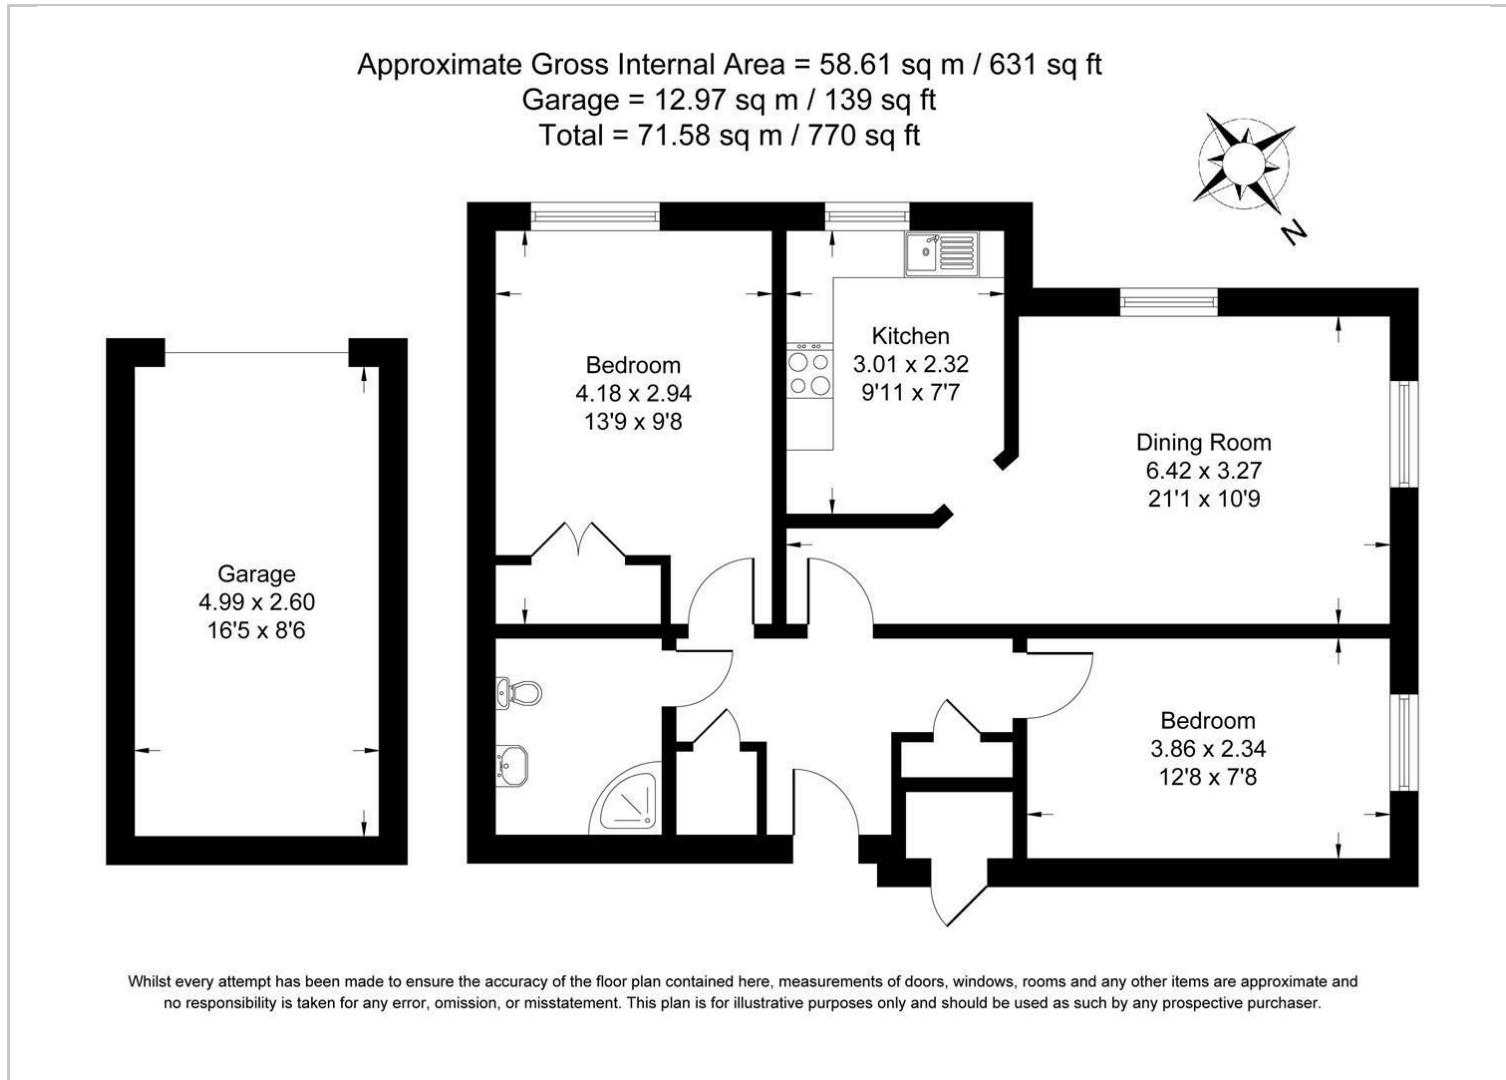 Approximate Gross Internal Area = 58.61 sq m / 631 sq ft
Garage = 12.97 sq m / 139 sq ft
Total = 71.58 sq m / 770 sq ft
N
Kitchen
3.01 x 2.32
9'11 x 7'7
Bedroom
4.18 x 2.94
13'9 x 9'8
Dining Room
6.42 x 3.27
21'1 x 10'9
Garage
4.99 x 2.60
16'5 x 8'6
Bedroom
3.86 x 2.34
12'8 x 7'8
Whilst every attempt has been made to ensure the accuracy of the floor plan contained here, measurements of doors, windows, rooms and any other items are approximate and
no responsibility is taken for any error, omission, or misstatement. This plan is for illustrative purposes only and should be used as such by any prospective purchaser.